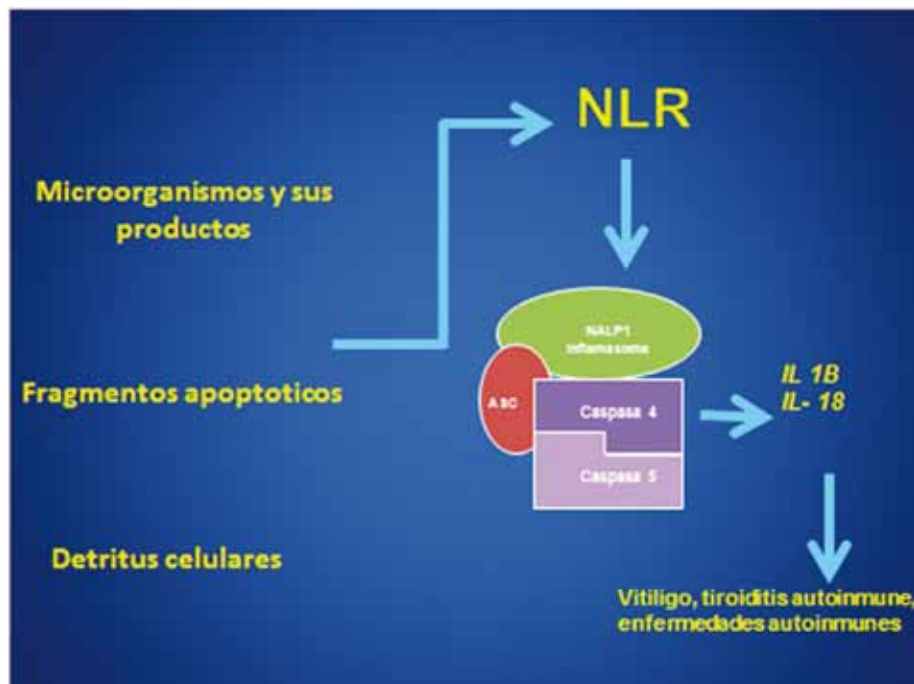 NLR
Microorganismos y sus
productos
NALP1
Inflamasome
Fragmentos apoptoticos
ASC
Caspasa 4
Caspasa 5
IL 1B
IL- 18
Detritus celulares
Vitiligo, tiroiditis autoinmune,
enfermedades autoinmunes